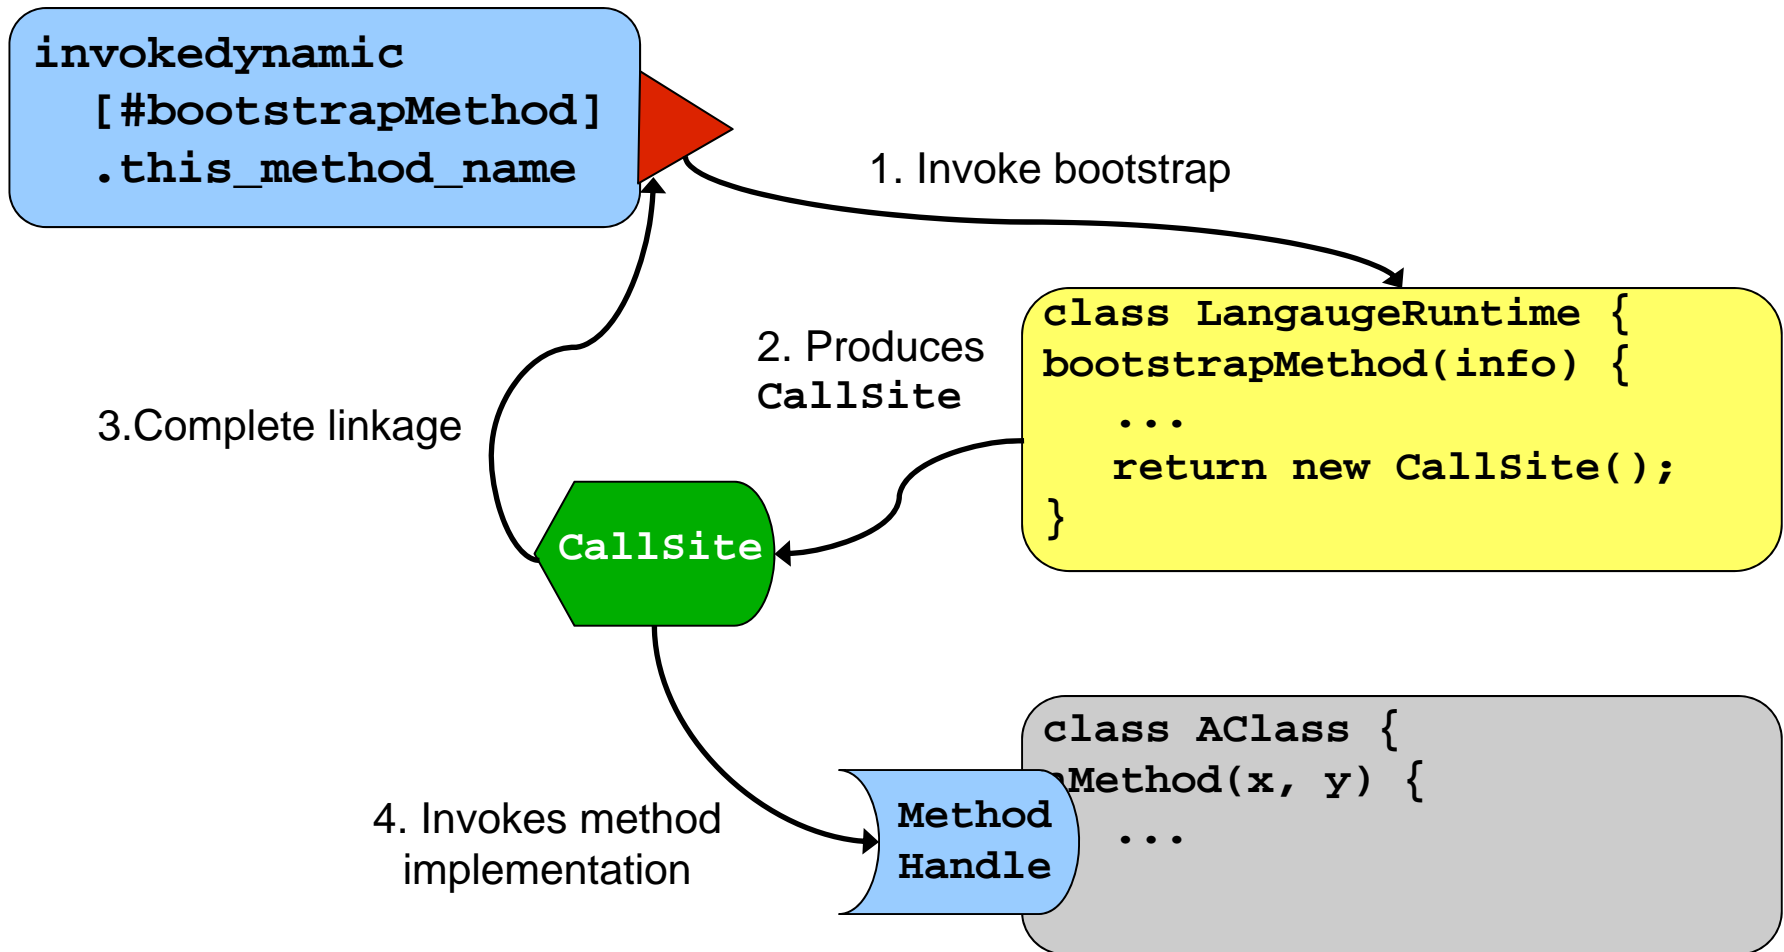 invokedynamic
[#bootstrapMethod]
.this_method_name
1. Invoke bootstrap
class LangaugeRuntime {
bootstrapMethod(info) {
...
return new CallSite();
}
2. Produces
CallSite
3.Complete linkage
CallSite
class AClass {
Method(x, y) {
...
Method
Handle
4. Invokes method
implementation